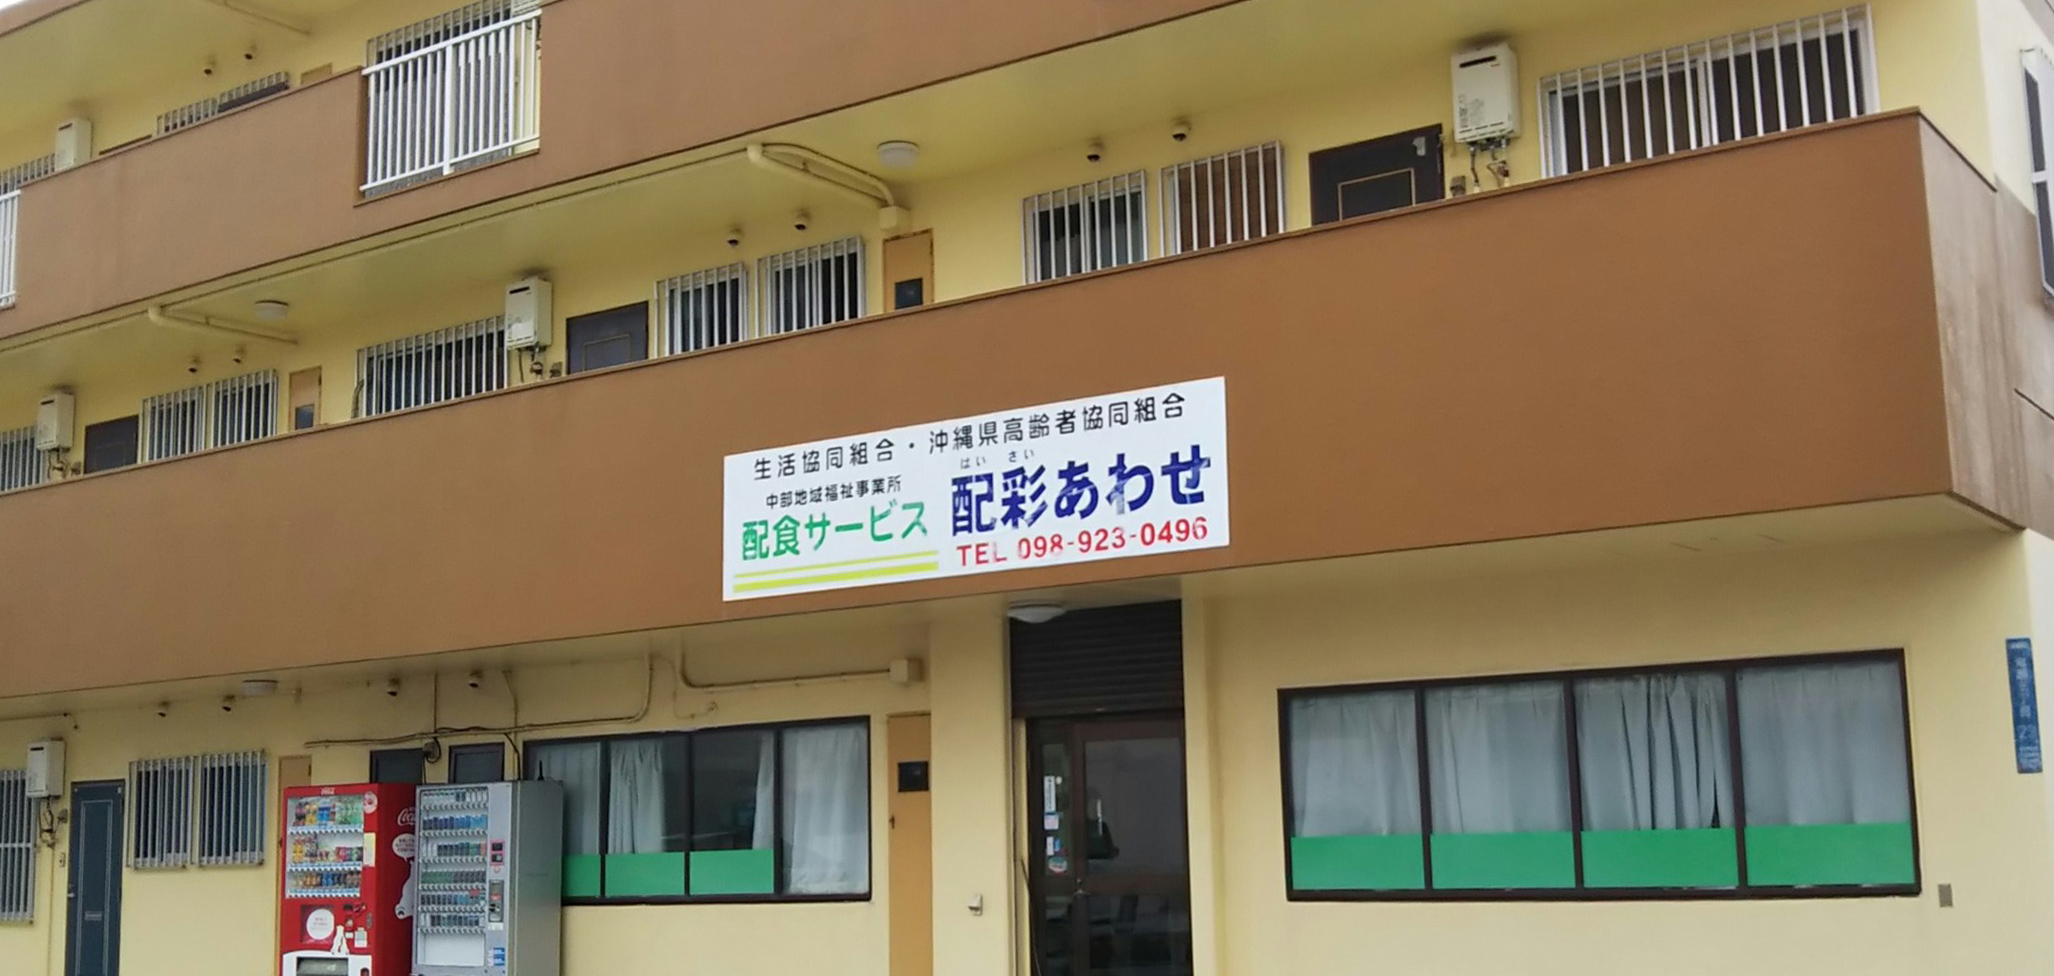 生活協同組合・沖縄県高齢者協同組合
中部地域福祉事業所
配食サービス
はい さい
配彩あわせ
TEL 098-923-0496
Coca